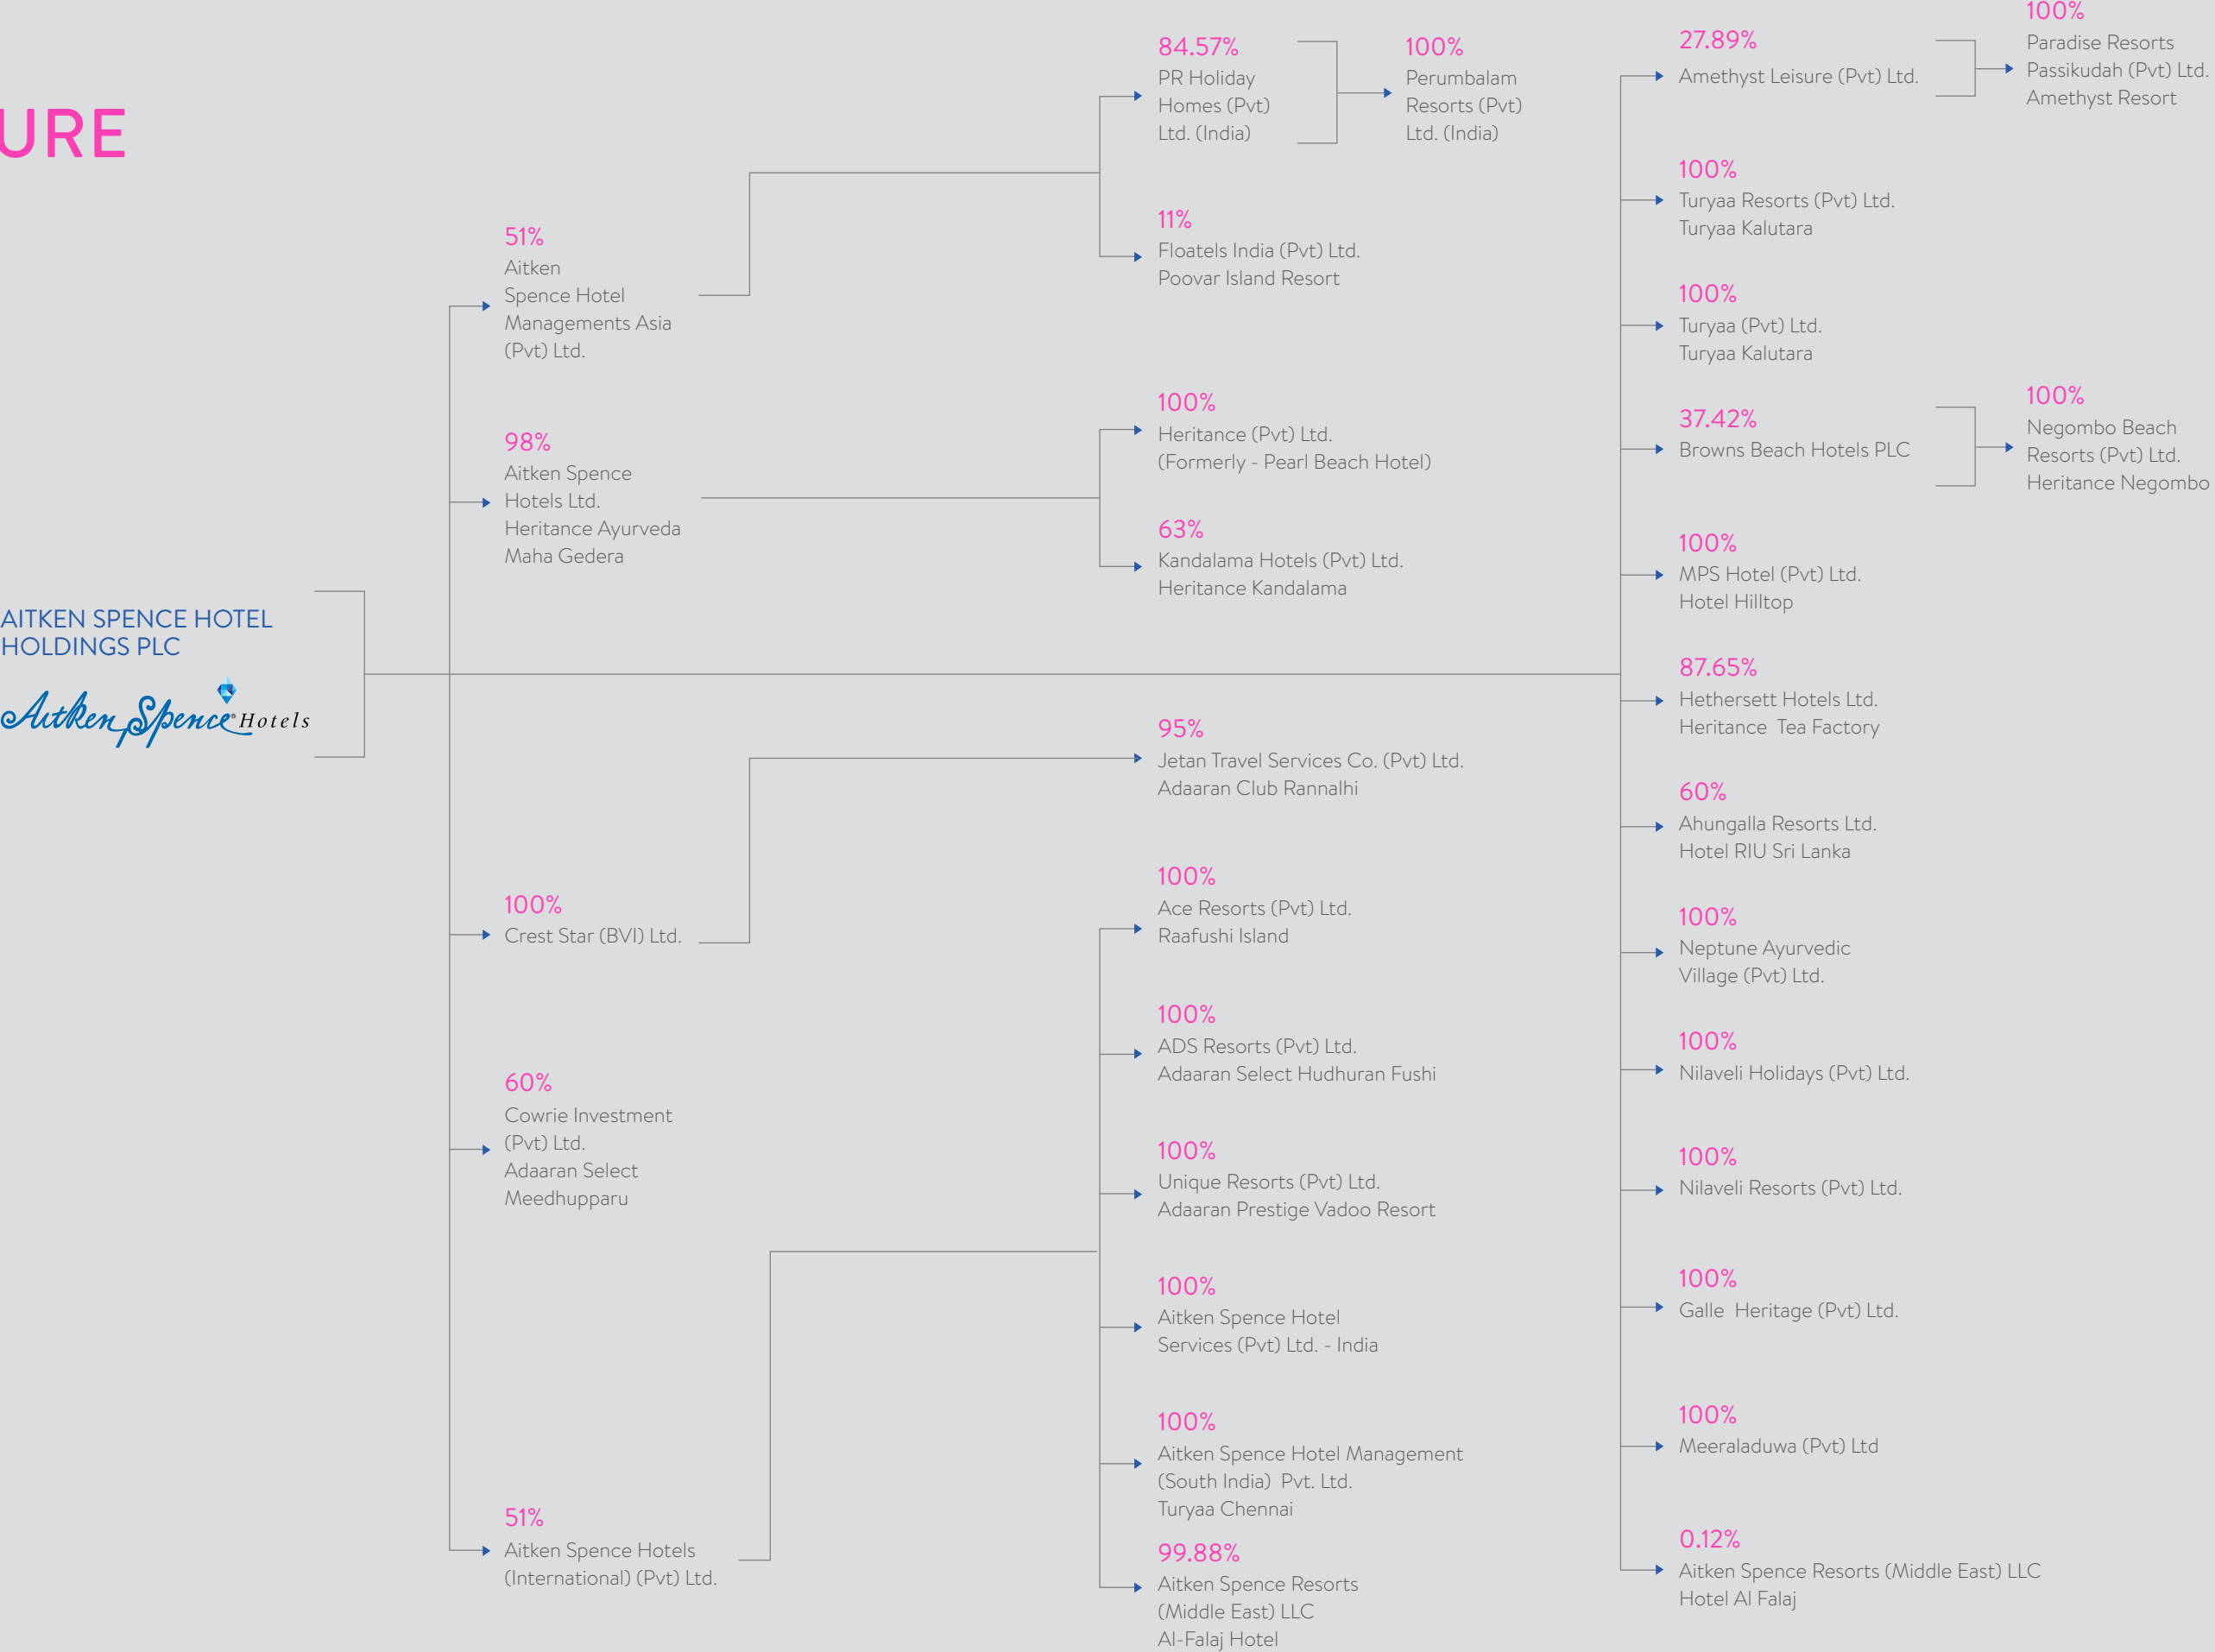 URE
AITKEN SPENCE HOTEL
HOLDINGS PLC
Aitken Spence® Hotels
51%
Aitken
Spence Hotel
Managements Asia
(Pvt) Ltd.
98%
Aitken Spence
Hotels Ltd.
Heritance Ayurveda
Maha Gedera
100%
Crest Star (BVI) Ltd.
60%
Cowrie Investment
(Pvt) Ltd.
Adaaran Select
Meedhupparu
51%
Aitken Spence Hotels
(International) (Pvt) Ltd.
84.57%
PR Holiday
Homes (Pvt)
Ltd. (India)
100%
Perumbalam
Resorts (Pvt)
Ltd. (India)
11%
Floatels India (Pvt) Ltd.
Poovar Island Resort
100%
Heritance (Pvt) Ltd.
(Formerly - Pearl Beach Hotel)
63%
Kandalama Hotels (Pvt) Ltd.
Heritance Kandalama
95%
Jetan Travel Services Co. (Pvt) Ltd.
Adaaran Club Rannalhi
100%
Ace Resorts (Pvt) Ltd.
Raafushi Island
100%
ADS Resorts (Pvt) Ltd.
Adaaran Select Hudhuran Fushi
100%
Unique Resorts (Pvt) Ltd.
Adaaran Prestige Vadoo Resort
100%
Aitken Spence Hotel
Services (Pvt) Ltd. - India
100%
Aitken Spence Hotel Management
(South India) Pvt. Ltd.
Turyaa Chennai
99.88%
Aitken Spence Resorts
(Middle East) LLC
Al-Falaj Hotel
27.89%
Amethyst Leisure (Pvt) Ltd.
100%
Paradise Resorts
Passikudah (Pvt) Ltd.
Amethyst Resort
100%
Turyaa Resorts (Pvt) Ltd.
Turyaa Kalutara
100%
Turyaa (Pvt) Ltd.
Turyaa Kalutara
37.42%
Browns Beach Hotels PLC
100%
Negombo Beach
Resorts (Pvt) Ltd.
Heritance Negombo
100%
MPS Hotel (Pvt) Ltd.
Hotel Hilltop
87.65%
Hethersett Hotels Ltd.
Heritance Tea Factory
60%
Ahungalla Resorts Ltd.
Hotel RIU Sri Lanka
100%
Neptune Ayurvedic
Village (Pvt) Ltd.
100%
Nilaveli Holidays (Pvt) Ltd.
100%
Nilaveli Resorts (Pvt) Ltd.
100%
Galle Heritage (Pvt) Ltd.
100%
Meeraladuwa (Pvt) Ltd
0.12%
Aitken Spence Resorts (Middle East) LLC
Hotel Al Falaj